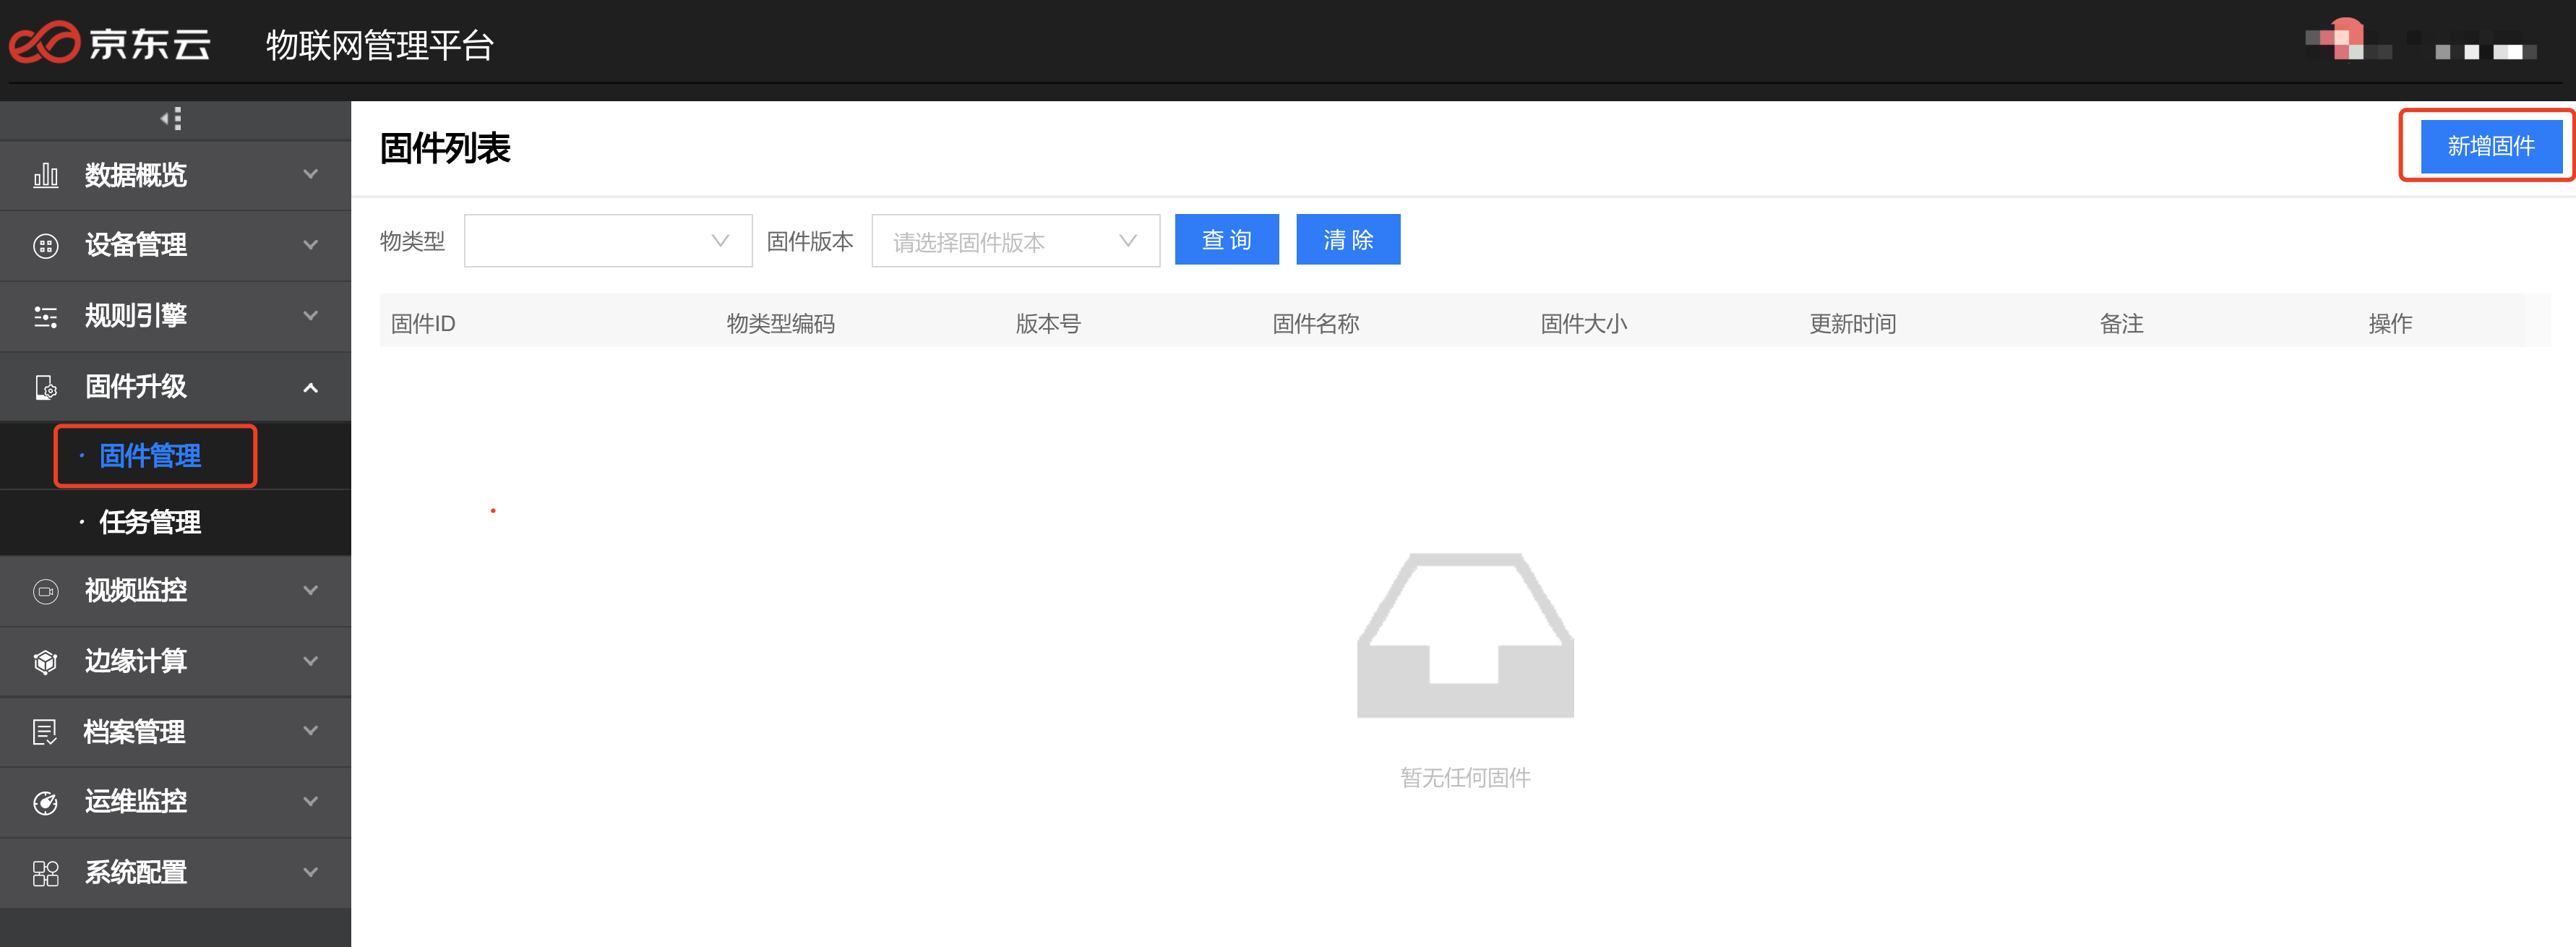 京东云 物联网管理平台
数据概览
设备管理
规则引擎
固件升级
· 固件管理
· 任务管理
视频监控
边缘计算
档案管理
运维监控
系统配置
固件列表 新增固件
物类型 固件版本 请选择固件版本 查 询 清 除
固件ID 物类型编码 版本号 固件名称 固件大小 更新时间 备注 操作
暂无任何固件